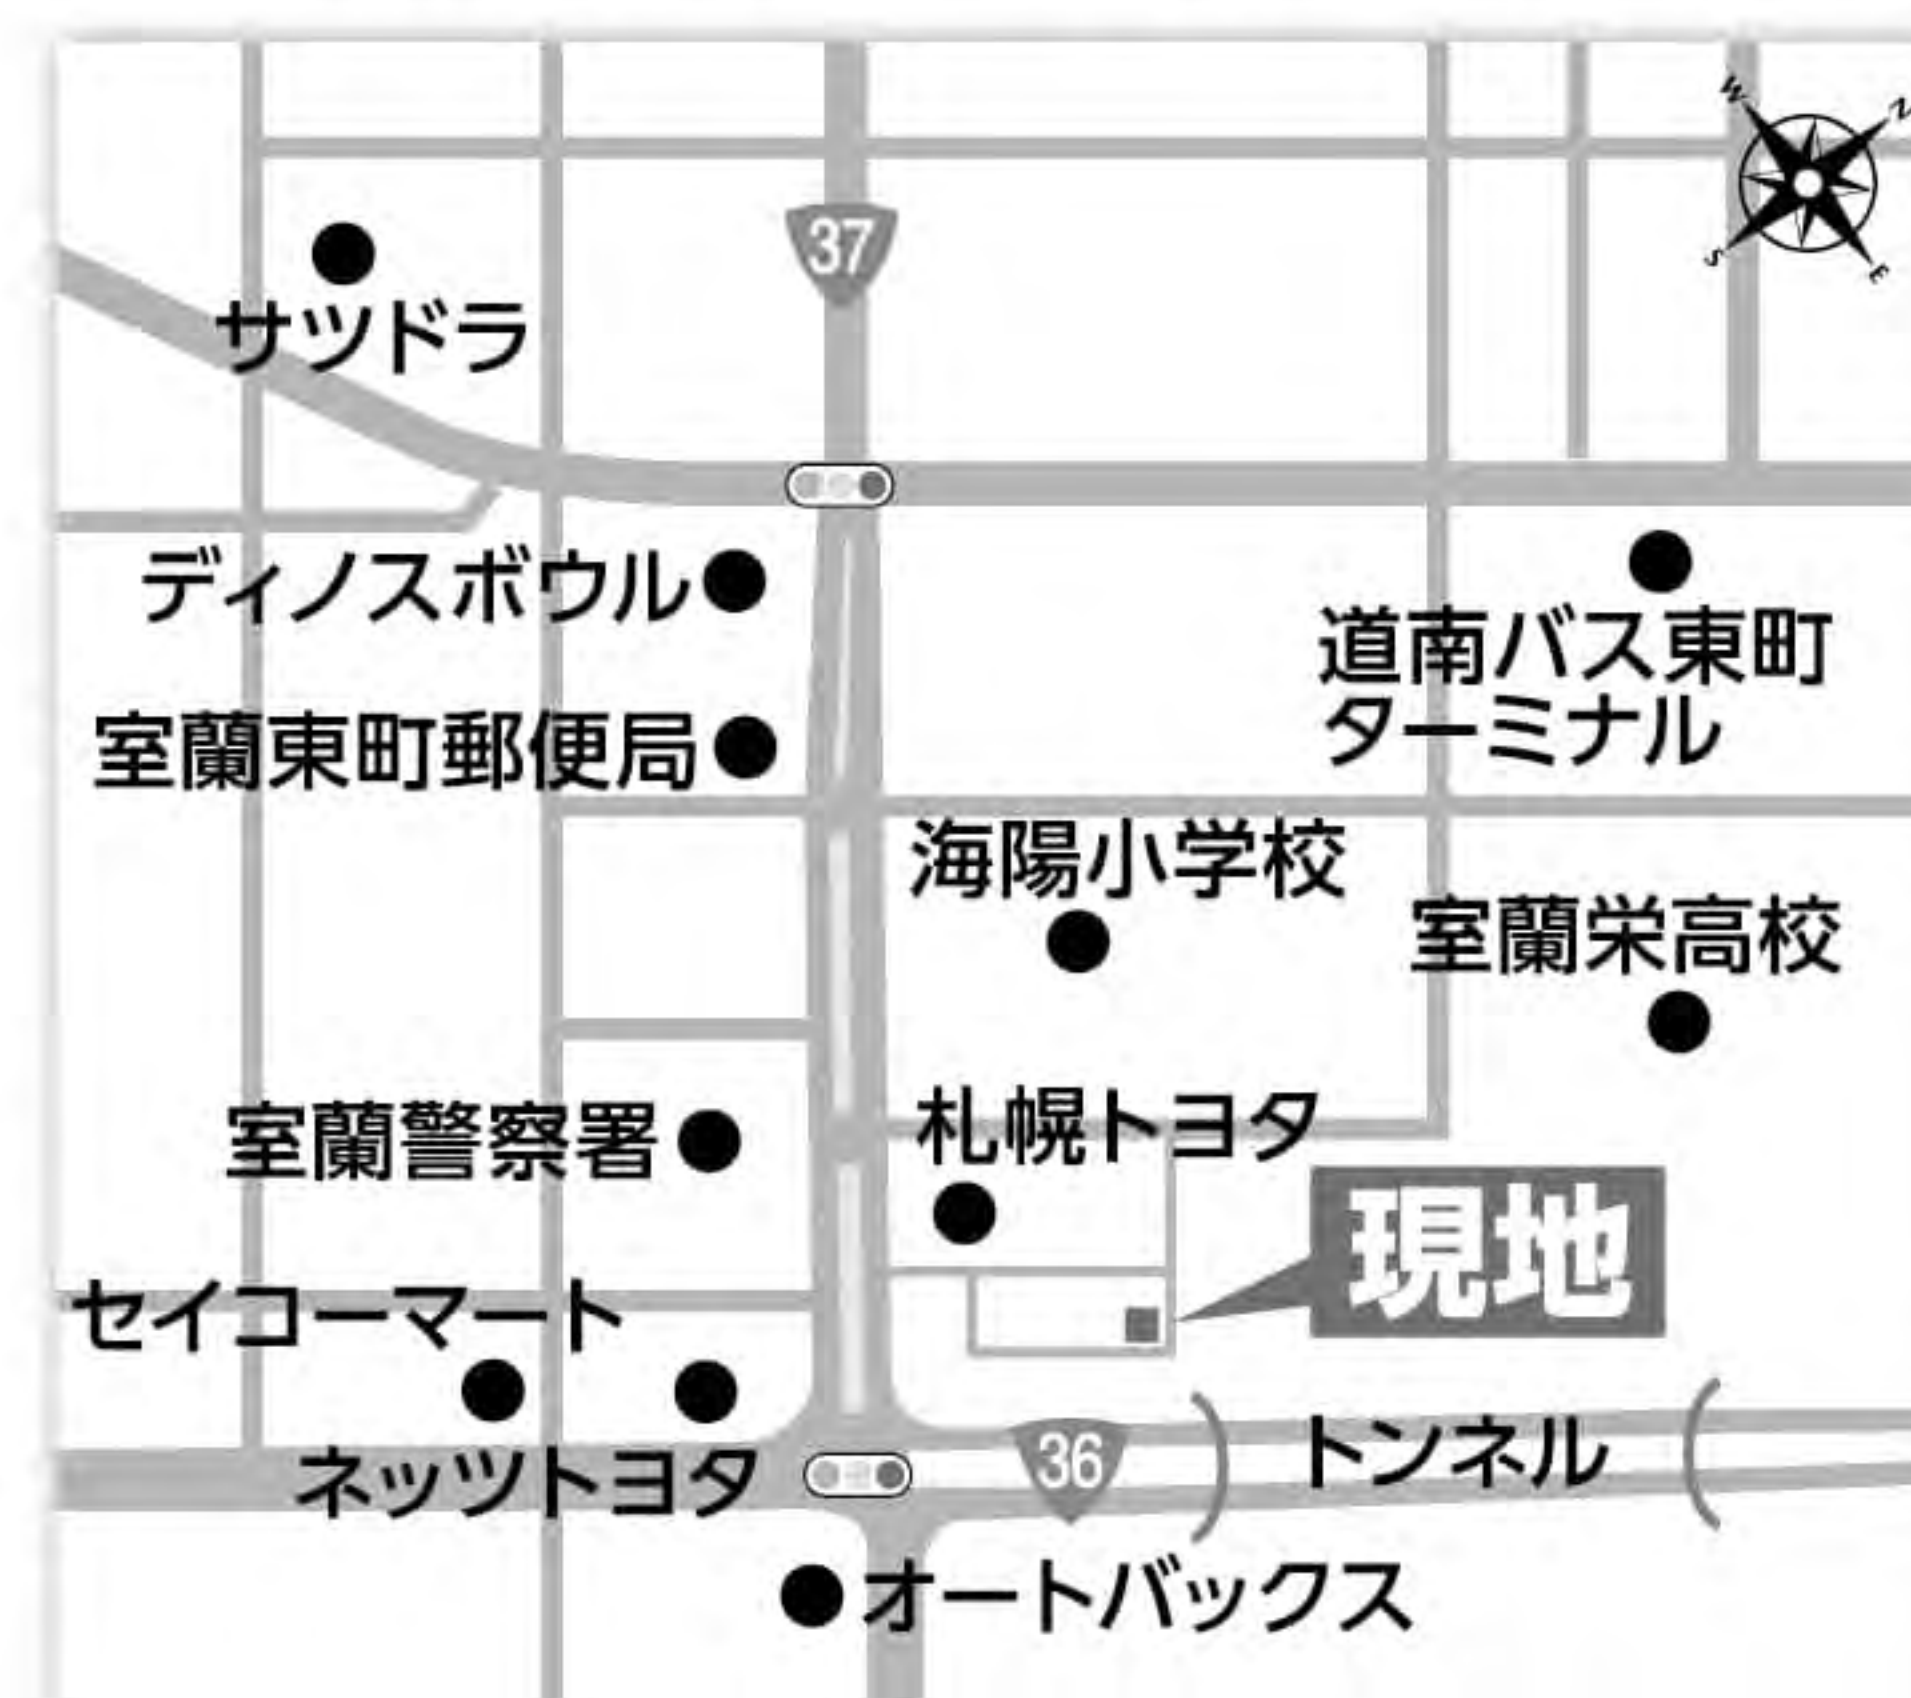 W
N
S
E
37
サツドラ
ディノスボウル
道南バス東町
ターミナル
室蘭東町郵便局
海陽小学校
室蘭栄高校
室蘭警察署
札幌トヨタ
現地
セイコーマート
ネッツトヨタ
36
トンネル
オートバックス